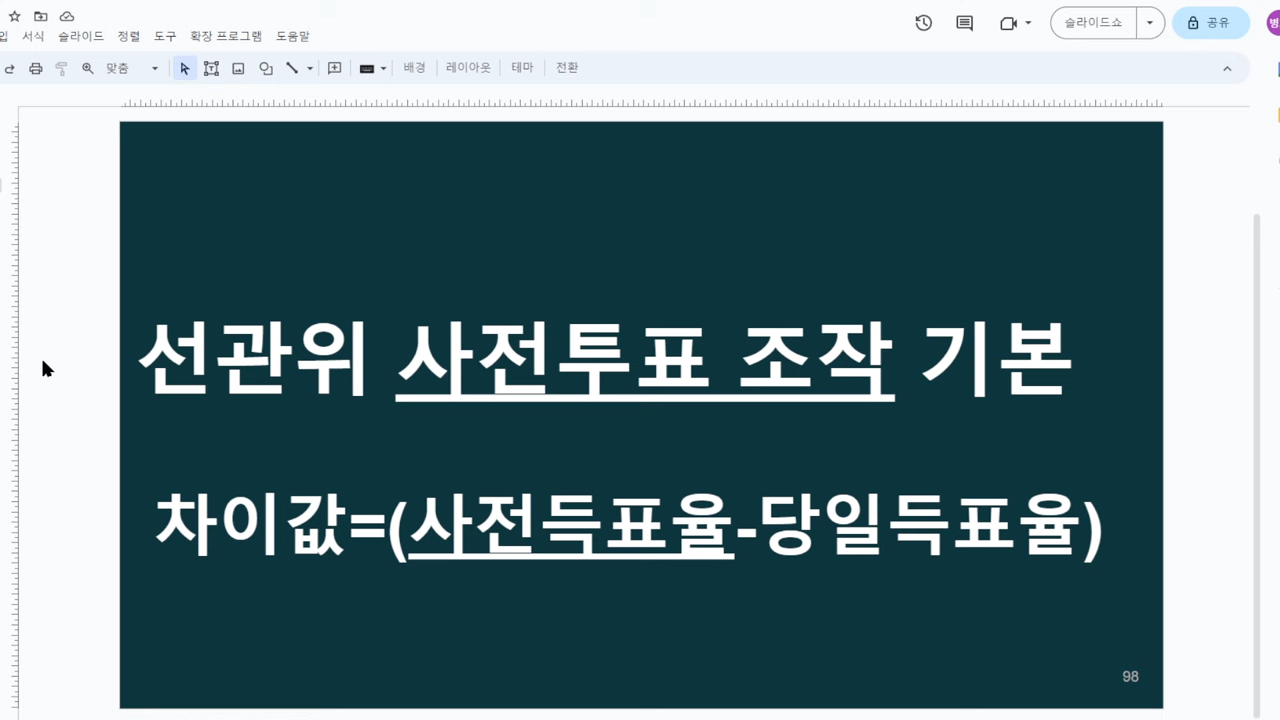 입 서식 슬라이드 정렬 도구 확장 프로그램 도움말
슬라이드쇼
공유
병
맞춤
배경 레이아웃 테마 전환
선관위 사전투표 조작 기본
차이값=(사전득표율-당일득표율)
98